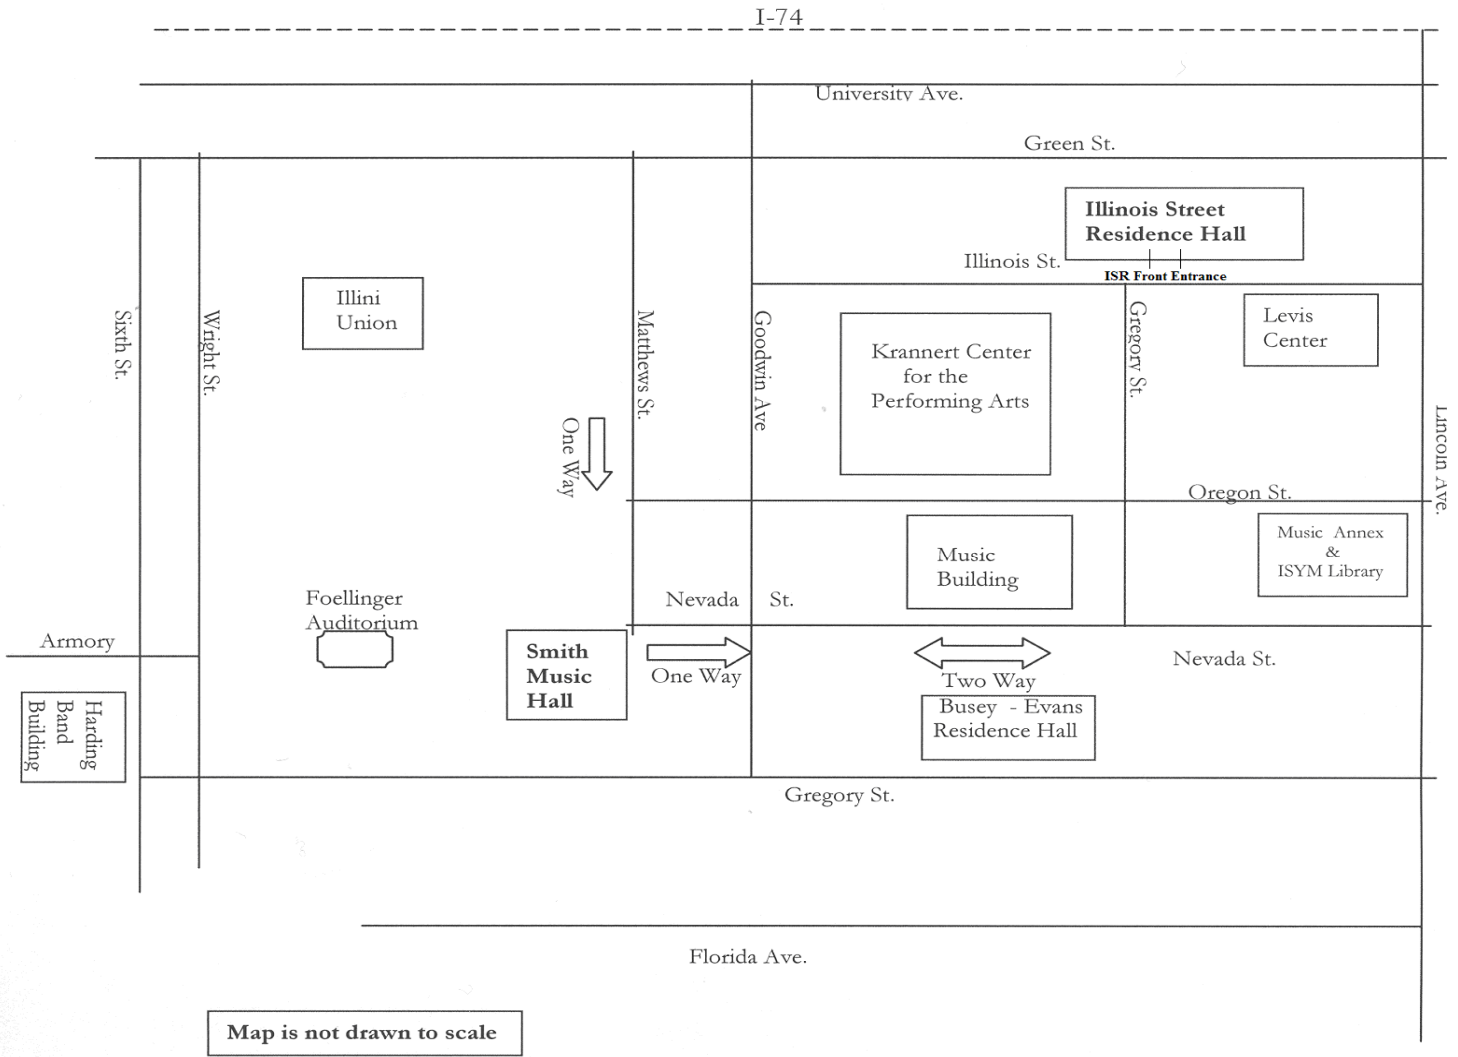 I-74
University Ave.
Green St.
Illinois Street
Residence Hall
Illinois St.
ISR Front Entrance
Illini
Union
Sixth St.
Wright St.
Matthews St.
Goodwin Ave
Krannert Center
for the
Performing Arts
Gregory St.
Levis
Center
Lincoln Ave.
One Way
Oregon St.
Music
Building
Music Annex
&
ISYM Library
Foellinger
Auditorium
Nevada St.
Armory
Smith
Music
Hall
One Way
Two Way
Nevada St.
Busey - Evans
Residence Hall
Harding
Band
Building
Gregory St.
Florida Ave.
Map is not drawn to scale